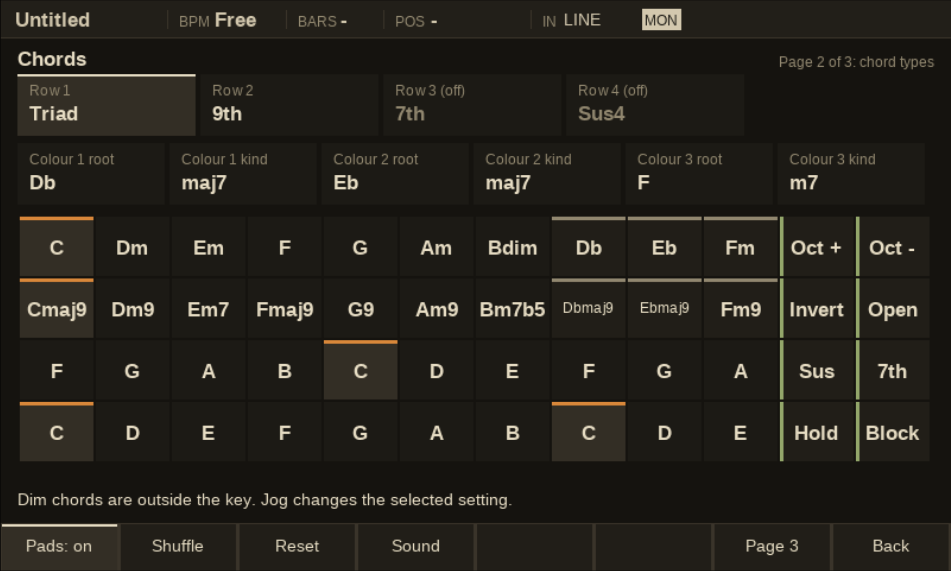 Untitled BPM Free BARS - POS - IN LINE MON
Chords Page 2 of 3: chord types
Row 1 Row 2 Row 3 (off) Row 4 (off)
Triad 9th 7th Sus4
Colour 1 root Colour 1 kind Colour 2 root Colour 2 kind Colour 3 root Colour 3 kind
Db maj7 Eb maj7 F m7
C Dm Em F G Am Bdim Db Eb Fm Oct + Oct -
Cmaj9 Dm9 Em7 Fmaj9 G9 Am9 Bm7b5 Dbmaj9 Ebmaj9 Fm9 Invert Open
F G A B C D E F G A Sus 7th
C D E F G A B C D E Hold Block
Dim chords are outside the key. Jog changes the selected setting.
Pads: on Shuffle Reset Sound Page 3 Back